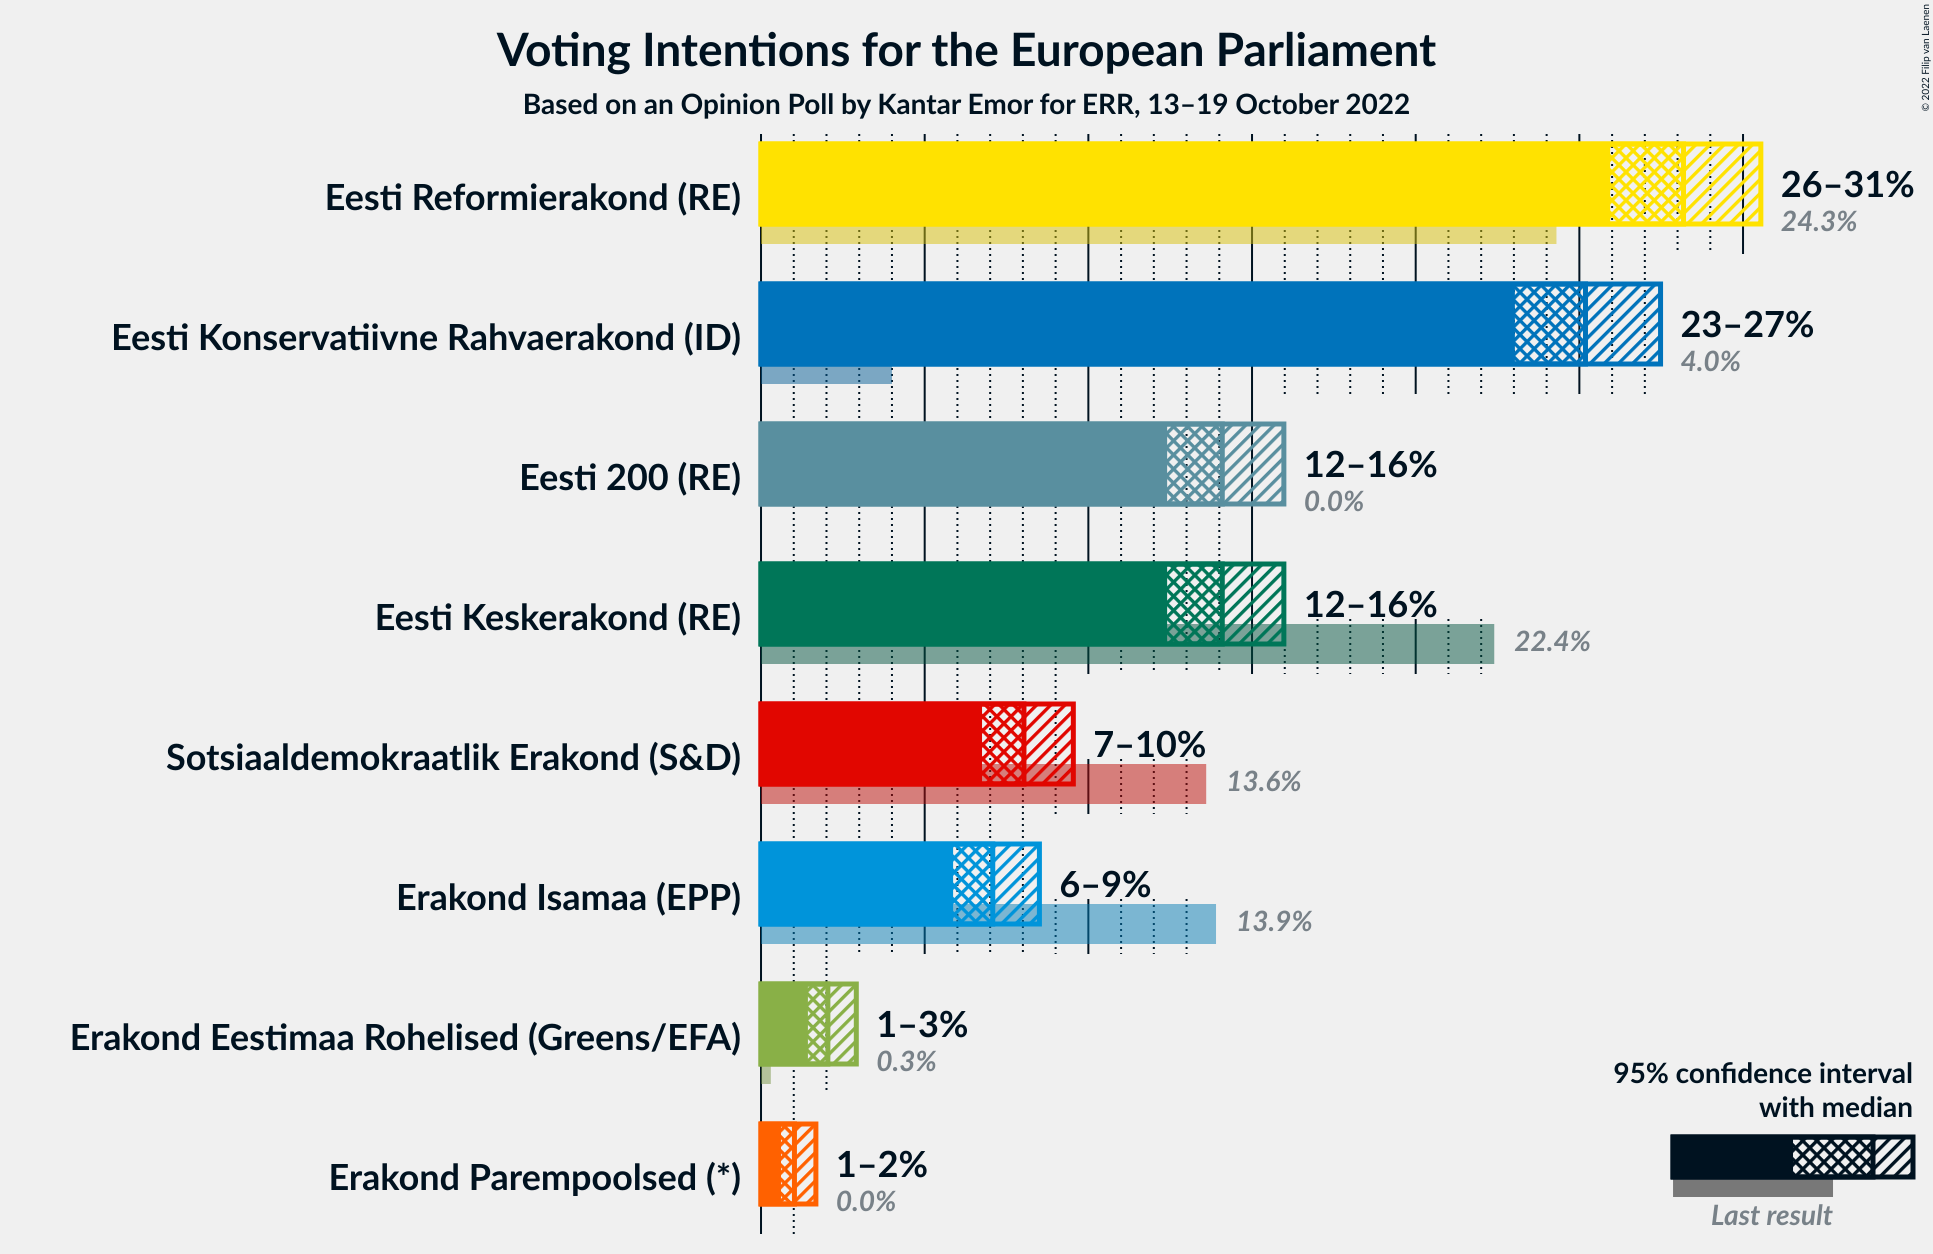 Voting Intentions for the European Parliament
Based on an Opinion Poll by Kantar Emor for ERR, 13–19 October 2022
© 2022 Filip van Laenen
Eesti Reformierakond (RE)
26–31%
24.3%
Eesti Konservatiivne Rahvaerakond (ID)
23–27%
4.0%
Eesti 200 (RE)
12–16%
0.0%
Eesti Keskerakond (RE)
12–16%
22.4%
Sotsiaaldemokraatlik Erakond (S&D)
7–10%
13.6%
Erakond Isamaa (EPP)
6–9%
13.9%
Erakond Eestimaa Rohelised (Greens/EFA)
1–3%
0.3%
Erakond Parempoolsed (*)
1–2%
0.0%
95% confidence interval
with median
Last result